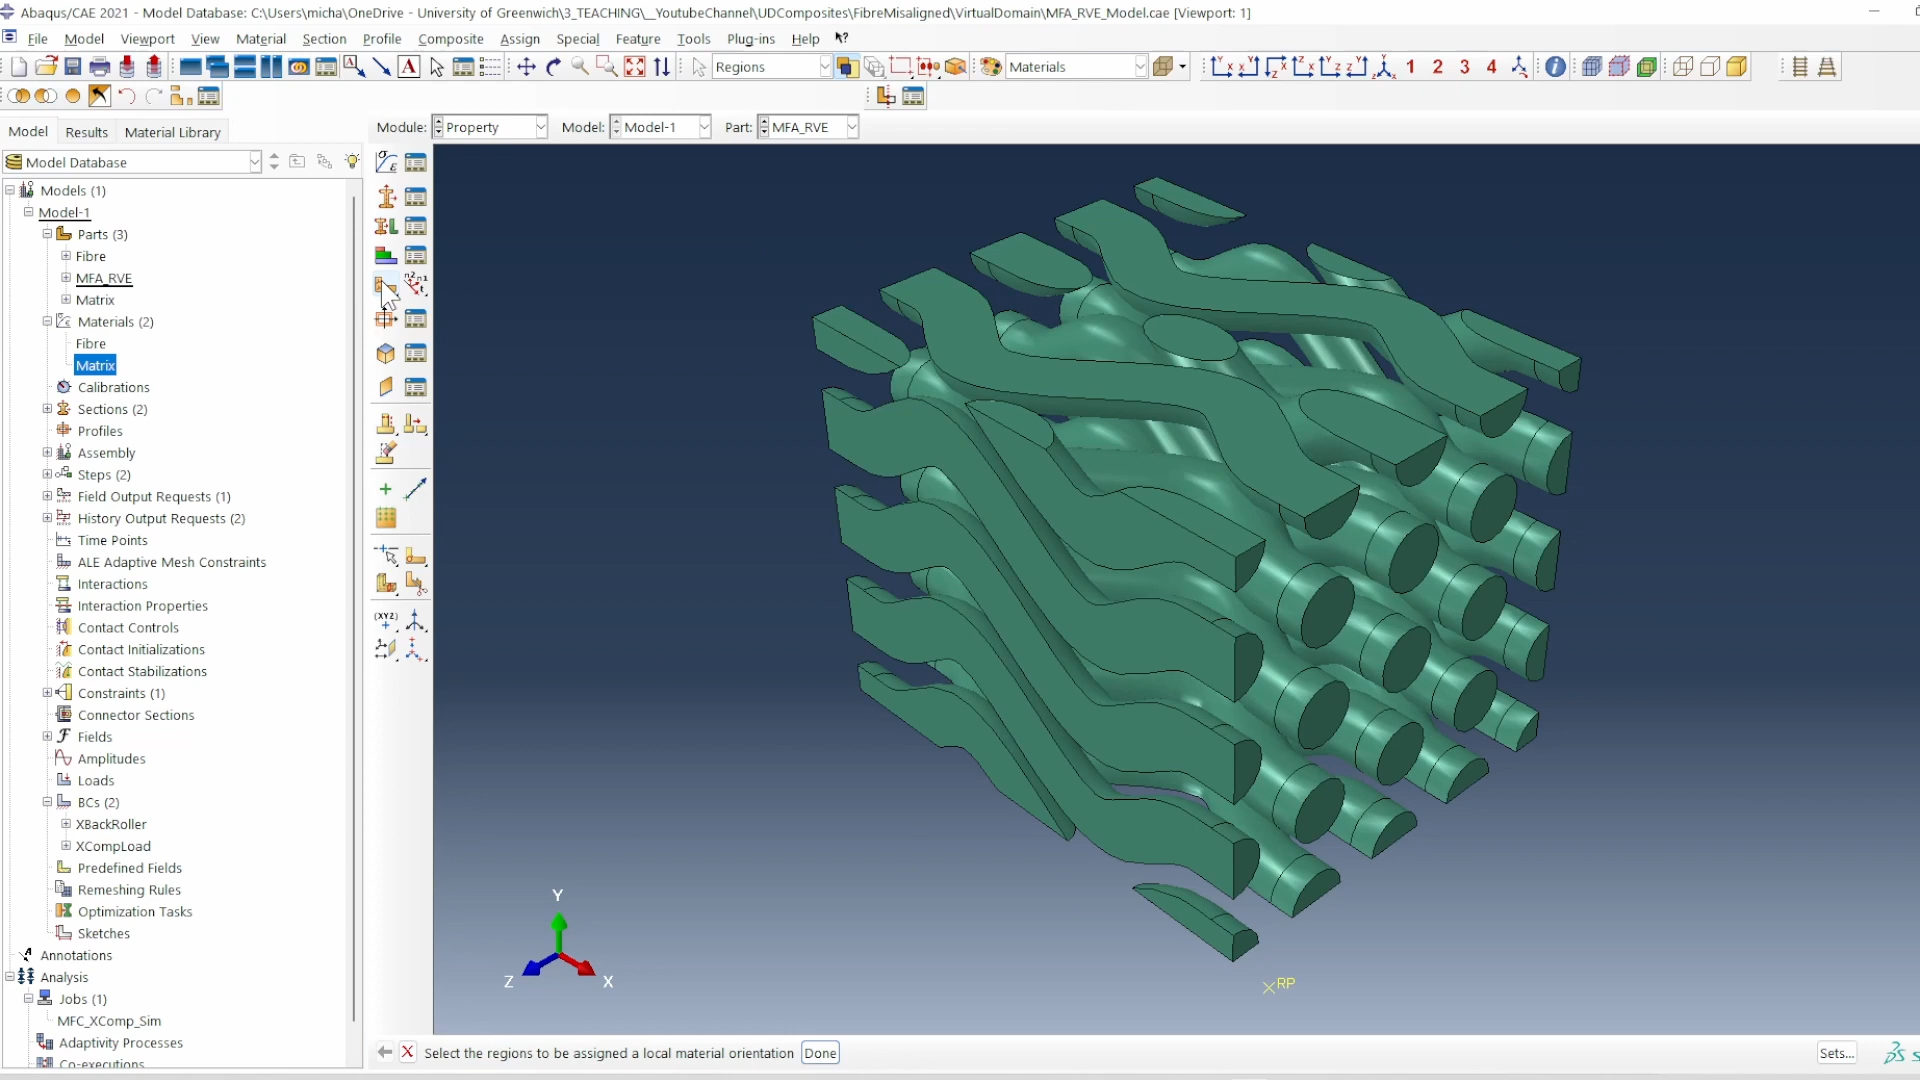 Abaqus/CAE 2021 - Model Database: C:\Users\micha\OneDrive - University of Greenwich\3_TEACHING\_YoutubeChannel\UDComposites\FibreMisaligned\VirtualDomain\MFA_RVE_Model.cae [Viewport: 1]
File Model Viewport View Material Section Profile Composite Assign Special Feature Tools Plug-ins Help
Regions Materials 1 2 3 4
Model Results Material Library
Module: Property Model: Model-1 Part: MFA_RVE
Model Database
Models (1)
Model-1
Parts (3)
Fibre
MFA_RVE
Matrix
Materials (2)
Fibre
Matrix
Calibrations
Sections (2)
Profiles
Assembly
Steps (2)
Field Output Requests (1)
History Output Requests (2)
Time Points
ALE Adaptive Mesh Constraints
Interactions
Interaction Properties
Contact Controls
Contact Initializations
Contact Stabilizations
Constraints (1)
Connector Sections
Fields
Amplitudes
Loads
BCs (2)
XBackRoller
XCompLoad
Predefined Fields
Remeshing Rules
Optimization Tasks
Sketches
Annotations
Analysis
Jobs (1)
MFC_XComp_Sim
Adaptivity Processes
Co-executions
(XYZ)
Y
Z
X
RP
Select the regions to be assigned a local material orientation Done
Sets...